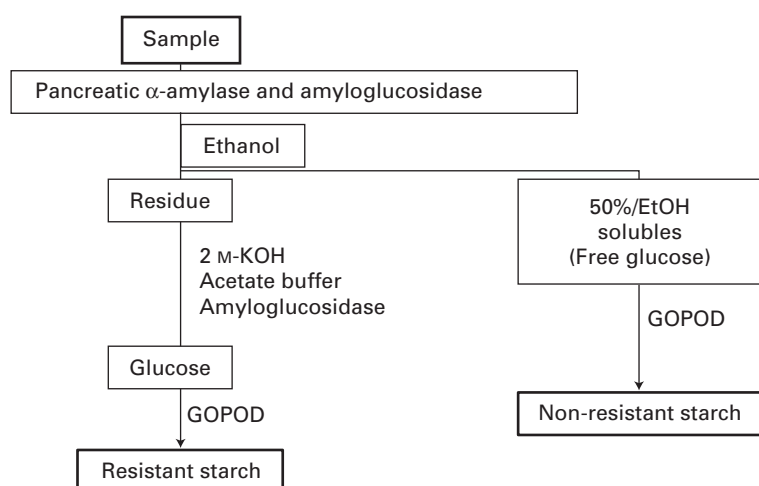 Sample
Pancreatic α-amylase and amyloglucosidase
Ethanol
Residue
2 M-KOH
Acetate buffer
Amyloglucosidase
Glucose
GOPOD
Resistant starch
50%/EtOH
solubles
(Free glucose)
GOPOD
Non-resistant starch